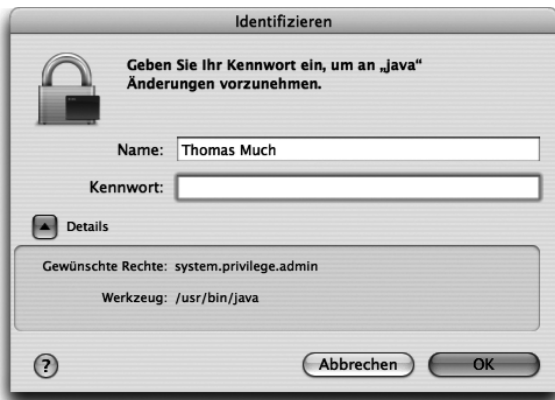 Identifizieren
Geben Sie Ihr Kennwort ein, um an „java“
Änderungen vorzunehmen.
Name: Thomas Much
Kennwort:
Details
Gewünschte Rechte: system.privilege.admin
Werkzeug: /usr/bin/java
?
Abbrechen
OK